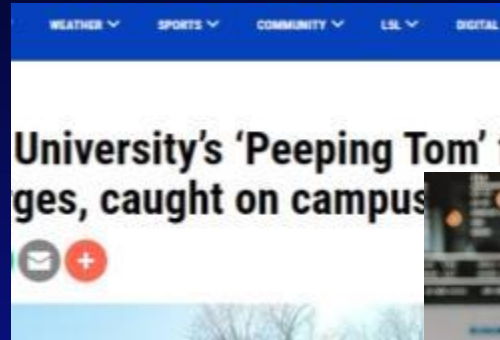 WEATHER SPORTS COMMUNITY LSL DIGITAL
University's 'Peeping Tom'
ges, caught on campus